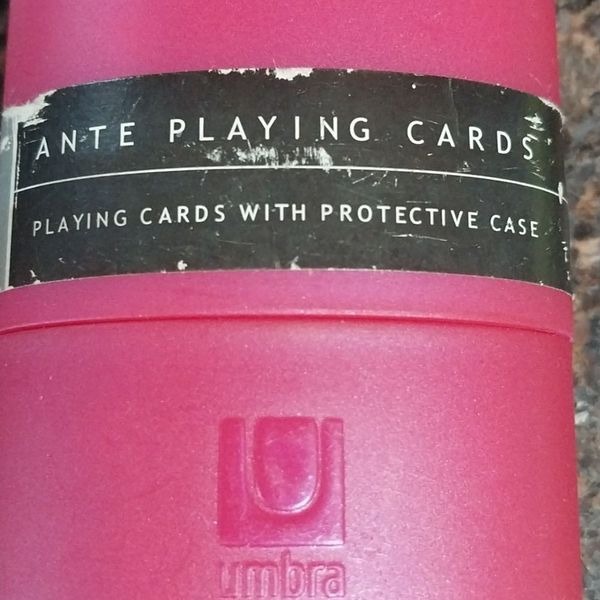 ANTE PLAYING CARDS
PLAYING CARDS WITH PROTECTIVE CASE
umbra